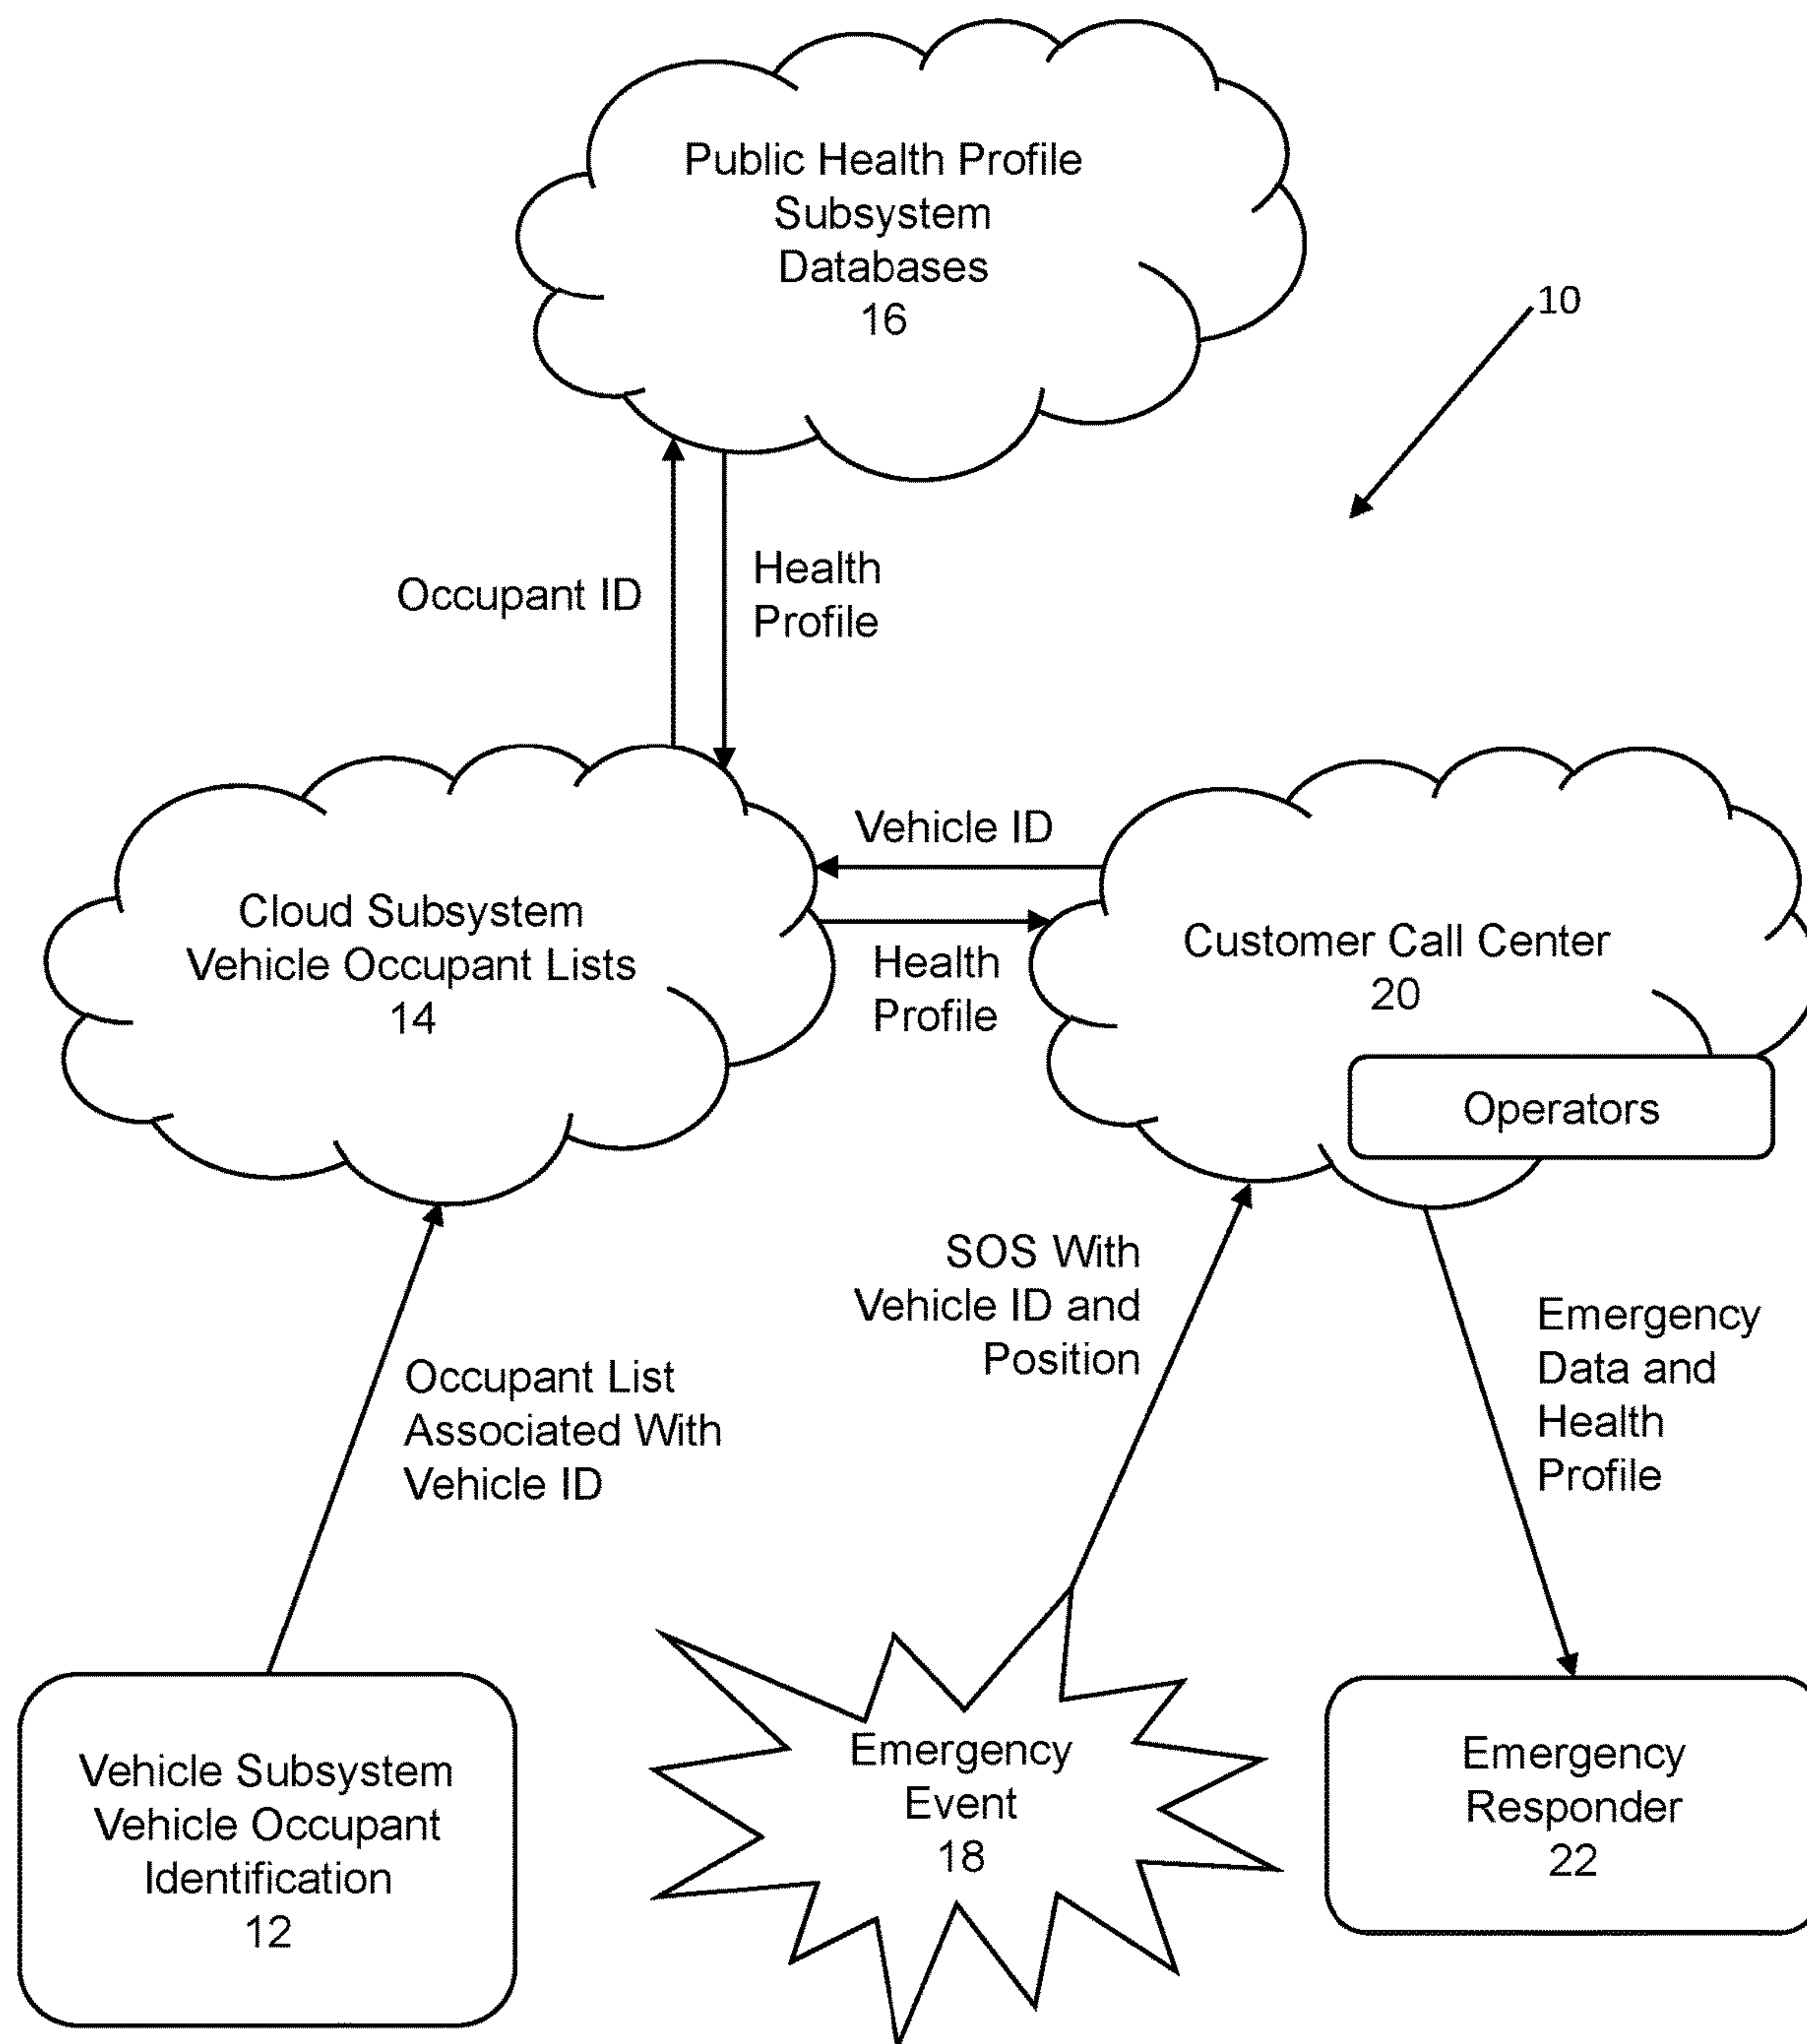 Public Health Profile
Subsystem
Databases
16
10
Occupant ID
Health
Profile
Vehicle ID
Cloud Subsystem
Vehicle Occupant Lists
14
Health
Profile
Customer Call Center
20
Operators
SOS With
Vehicle ID and
Position
Emergency
Data and
Health
Profile
Occupant List
Associated With
Vehicle ID
Vehicle Subsystem
Vehicle Occupant
Identification
12
Emergency
Event
18
Emergency
Responder
22